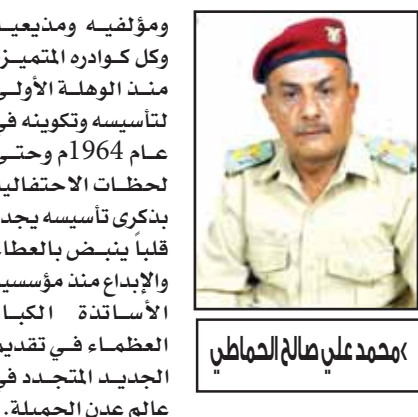 ومؤلفيه ومذيعيه
وكل كوادره المتميز
منذ الوهلة الأولى
لتأسيسه وتكوينه في
عام 1964م وحتى
لحظات الاحتفالية
بذكرى تأسيسه يجد
قلباً ينبض بالعطاء
والإبداع منذ مؤسسيه
الأساتذة الكبار
العظماء في تقديم
الجديد المتجدد في
عالم عدن الجميلة.
›محمد علي صالح الحماطي